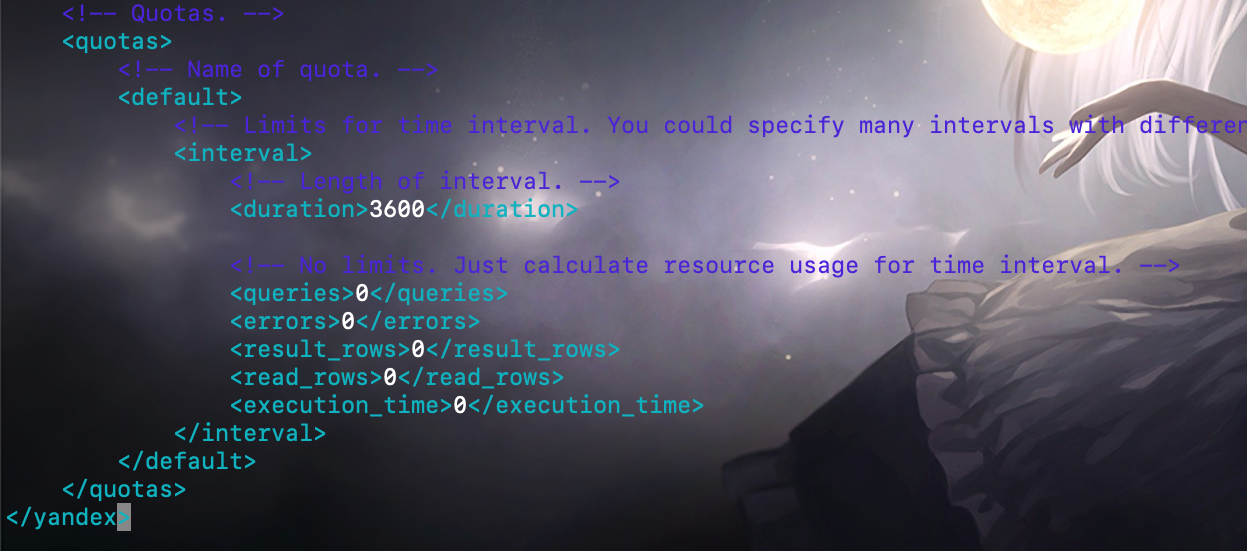 <!-- Quotas. -->
<quotas>
<!-- Name of quota. -->
<default>
<!-- Limits for time interval. You could specify many intervals with differen
<interval>
<!-- Length of interval. -->
<duration>3600</duration>
<!-- No limits. Just calculate resource usage for time interval. -->
<queries>0</queries>
<errors>0</errors>
<result_rows>0</result_rows>
<read_rows>0</read_rows>
<execution_time>0</execution_time>
</interval>
</default>
</quotas>
</yandex>